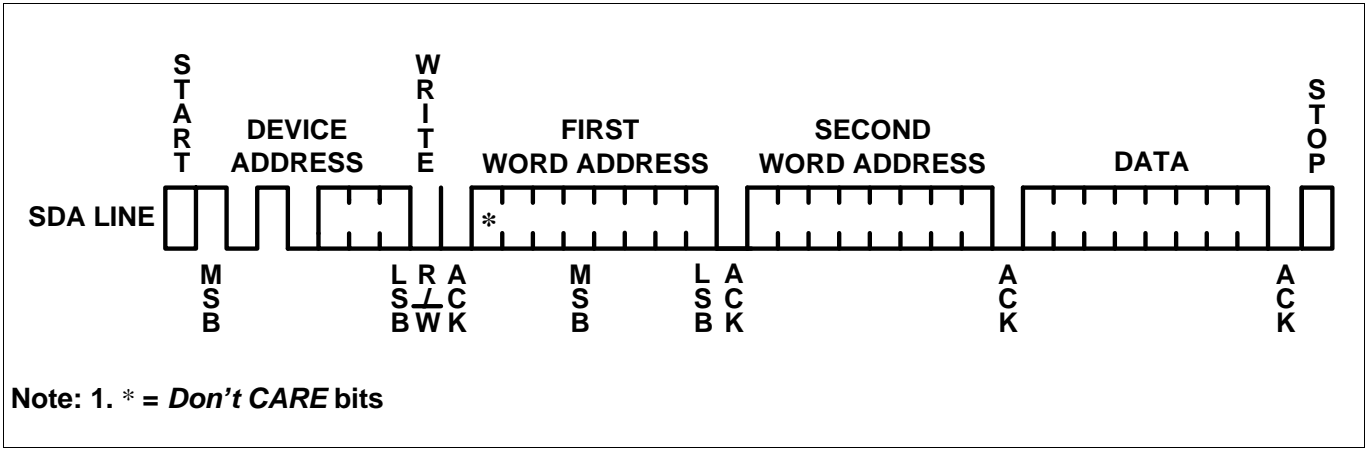 START
WRITE
STOP
DEVICE
ADDRESS
FIRST
WORD ADDRESS
SECOND
WORD ADDRESS
DATA
SDA LINE
*
MSB
LSB
R/W
ACK
MSB
LSB
ACK
ACK
ACK
Note: 1. * = Don't CARE bits